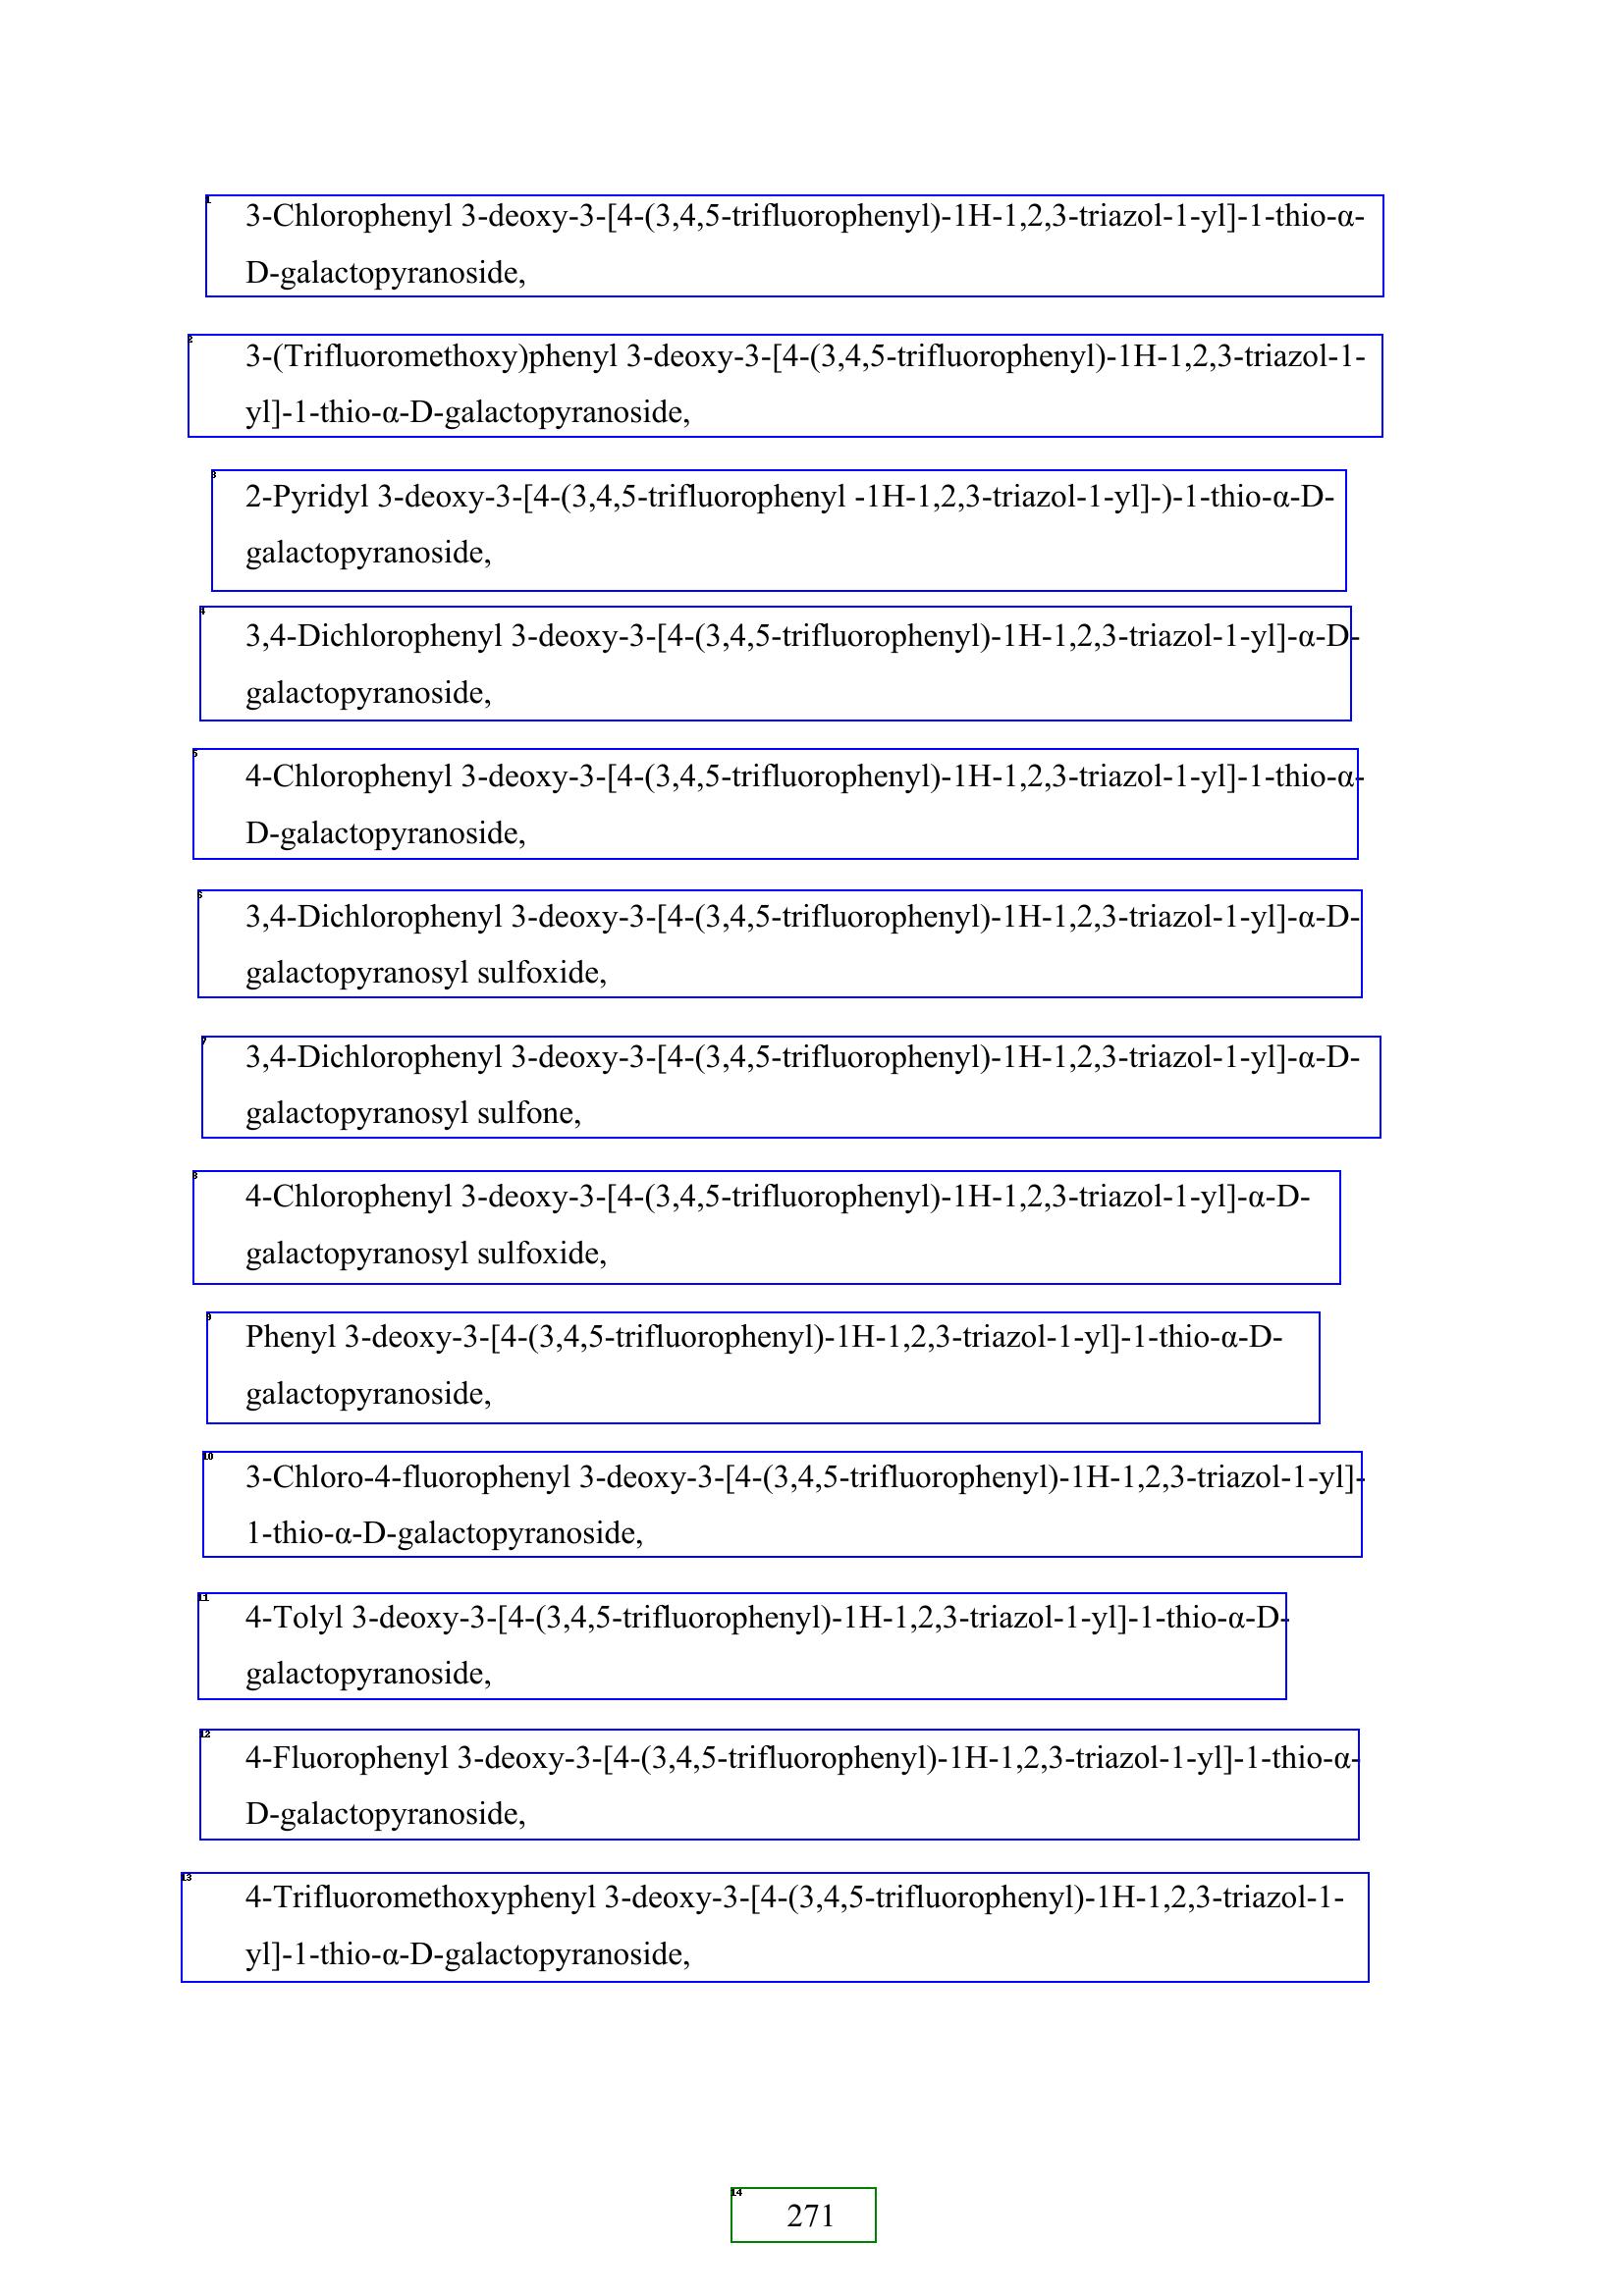 3-Chlorophenyl 3-deoxy-3-[4-(3,4,5-trifluorophenyl)-1H-1,2,3-triazol-1-yl]-1-thio-α-
D-galactopyranoside,
3-(Trifluoromethoxy)phenyl 3-deoxy-3-[4-(3,4,5-trifluorophenyl)-1H-1,2,3-triazol-1-
yl]-1-thio-α-D-galactopyranoside,
2-Pyridyl 3-deoxy-3-[4-(3,4,5-trifluorophenyl -1H-1,2,3-triazol-1-yl]-)-1-thio-α-D-
galactopyranoside,
3,4-Dichlorophenyl 3-deoxy-3-[4-(3,4,5-trifluorophenyl)-1H-1,2,3-triazol-1-yl]-α-D-
galactopyranoside,
4-Chlorophenyl 3-deoxy-3-[4-(3,4,5-trifluorophenyl)-1H-1,2,3-triazol-1-yl]-1-thio-α-
D-galactopyranoside,
3,4-Dichlorophenyl 3-deoxy-3-[4-(3,4,5-trifluorophenyl)-1H-1,2,3-triazol-1-yl]-α-D-
galactopyranosyl sulfoxide,
3,4-Dichlorophenyl 3-deoxy-3-[4-(3,4,5-trifluorophenyl)-1H-1,2,3-triazol-1-yl]-α-D-
galactopyranosyl sulfone,
4-Chlorophenyl 3-deoxy-3-[4-(3,4,5-trifluorophenyl)-1H-1,2,3-triazol-1-yl]-α-D-
galactopyranosyl sulfoxide,
Phenyl 3-deoxy-3-[4-(3,4,5-trifluorophenyl)-1H-1,2,3-triazol-1-yl]-1-thio-α-D-
galactopyranoside,
3-Chloro-4-fluorophenyl 3-deoxy-3-[4-(3,4,5-trifluorophenyl)-1H-1,2,3-triazol-1-yl]-
1-thio-α-D-galactopyranoside,
4-Tolyl 3-deoxy-3-[4-(3,4,5-trifluorophenyl)-1H-1,2,3-triazol-1-yl]-1-thio-α-D-
galactopyranoside,
4-Fluorophenyl 3-deoxy-3-[4-(3,4,5-trifluorophenyl)-1H-1,2,3-triazol-1-yl]-1-thio-α-
D-galactopyranoside,
4-Trifluoromethoxyphenyl 3-deoxy-3-[4-(3,4,5-trifluorophenyl)-1H-1,2,3-triazol-1-
yl]-1-thio-α-D-galactopyranoside,
271